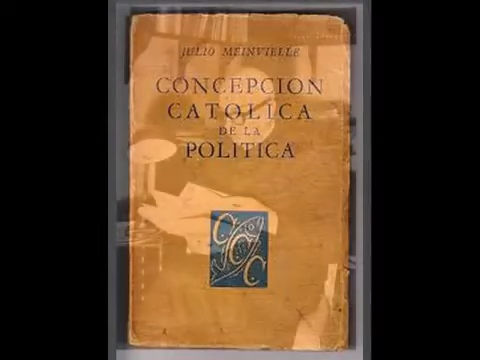 JULIO MEINVIELLE
CONCEPCION
CATOLICA
DE LA
POLITICA
C C C